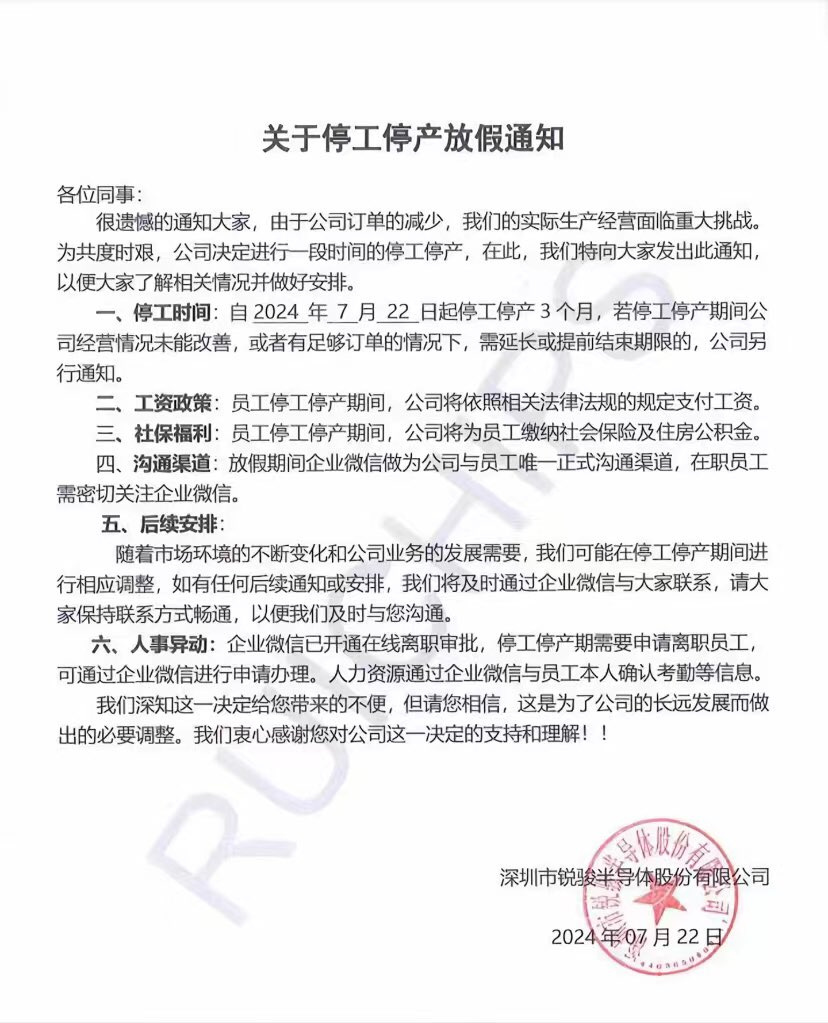 关于停工停产放假通知
各位同事：
很遗憾的通知大家，由于公司订单的减少，我们的实际生产经营面临重大挑战。
为共度时艰，公司决定进行一段时间的停工停产，在此，我们特向大家发出此通知，
以便大家了解相关情况并做好安排。
一、停工时间：自 2024 年 7 月 22 日起停工停产 3 个月，若停工停产期间公
司经营情况未能改善，或者有足够订单的情况下，需延长或提前结束期限的，公司另
行通知。
二、工资政策：员工停工停产期间，公司将依照相关法律法规的规定支付工资。
三、社保福利：员工停工停产期间，公司将为员工缴纳社会保险及住房公积金。
四、沟通渠道：放假期间企业微信做为公司与员工唯一正式沟通渠道，在职员工
需密切关注企业微信。
五、后续安排：
随着市场环境的不断变化和公司业务的发展需要，我们可能在停工停产期间进
行相应调整，如有任何后续通知或安排，我们将及时通过企业微信与大家联系，请大
家保持联系方式畅通，以便我们及时与您沟通。
六、人事异动：企业微信已开通在线离职审批，停工停产期需要申请离职员工，
可通过企业微信进行申请办理。人力资源通过企业微信与员工本人确认考勤等信息。
我们深知这一决定给您带来的不便，但请您相信，这是为了公司的长远发展而做
出的必要调整。我们衷心感谢您对公司这一决定的支持和理解！！
RUICHIPS
深圳市锐骏半导体股份有限公司
2024 年 07 月 22 日
深圳市锐骏半导体股份有限公司